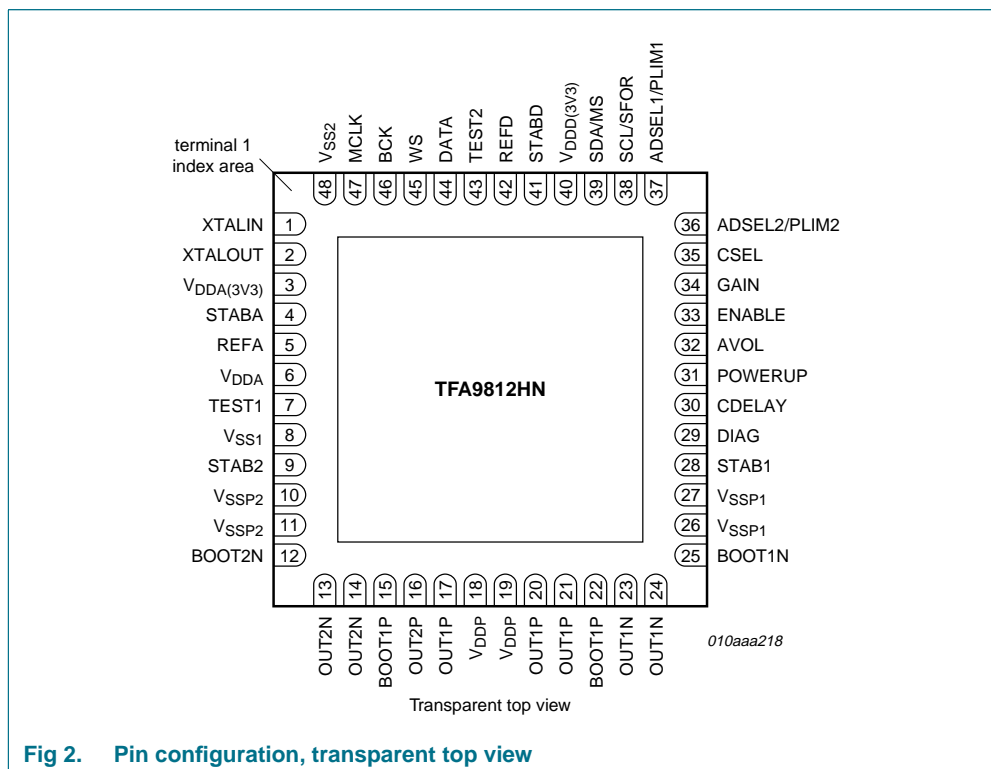 VSS2
MCLK
BCK
WS
DATA
TEST2
REFD
STABD
VDDD(3V3)
SDA/MS
SCL/SFOR
ADSEL1/PLIM1
terminal 1
index area
48 47 46 45 44 43 42 41 40 39 38 37
XTALIN 1
XTALOUT 2
VDDA(3V3) 3
STABA 4
REFA 5
VDDA 6
TEST1 7
VSS1 8
STAB2 9
VSSP2 10
VSSP2 11
BOOT2N 12
TFA9812HN
36 ADSEL2/PLIM2
35 CSEL
34 GAIN
33 ENABLE
32 AVOL
31 POWERUP
30 CDELAY
29 DIAG
28 STAB1
27 VSSP1
26 VSSP1
25 BOOT1N
13 14 15 16 17 18 19 20 21 22 23 24
OUT2N
OUT2N
BOOT1P
OUT2P
OUT1P
VDDP
VDDP
OUT1P
OUT1P
BOOT1P
OUT1N
OUT1N
010aaa218
Transparent top view
Fig 2. Pin configuration, transparent top view